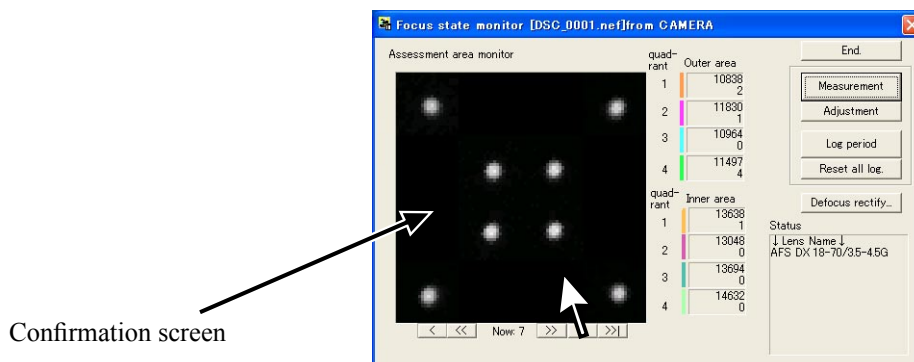 Focus state monitor [DSC_0001.nef]from CAMERA
Assessment area monitor
quad-
rant
Outer area
1
10838
2
2
11830
1
3
10964
0
4
11497
4
quad-
rant
Inner area
1
13638
1
2
13048
0
3
13694
0
4
14632
0
< << Now: 7 >> >>|
End.
Measurement
Adjustment
Log period
Reset all log.
Defocus rectify...
Status
↓Lens Name↓
AFS DX 18-70/3.5-4.5G
Confirmation screen